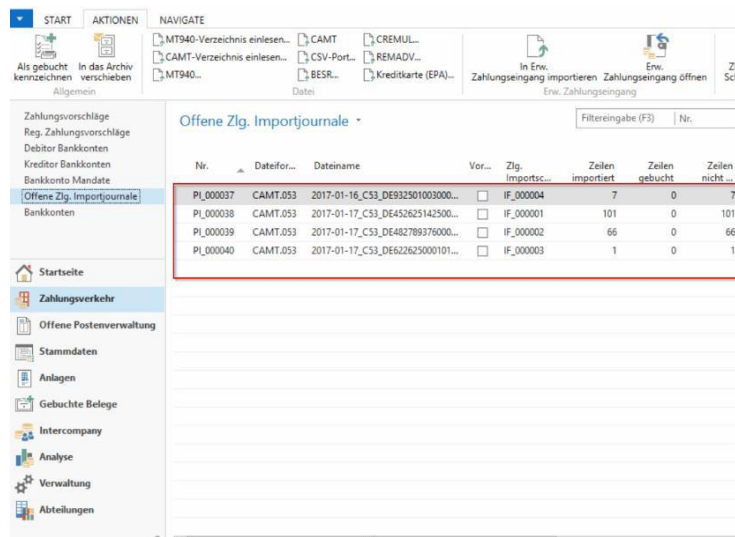 START AKTIONEN NAVIGATE
MT940-Verzeichnis einlesen... CAMT CREMUL...
CAMT-Verzeichnis einlesen... CSV-Port... REMADV...
MT940... BESR... Kreditkarte (EPA)...
Als gebucht kennzeichnen
In das Archiv verschieben
In Erw. Zahlungseingang importieren
Erw. Zahlungseingang öffnen
Allgemein Datei Erw. Zahlungseingang
Zahlungsvorschläge
Reg. Zahlungsvorschläge
Debitor Bankkonten
Kreditor Bankkonten
Bankkonto Mandate
Offene Zlg. Importjournale
Bankkonten
Startseite
Zahlungsverkehr
Offene Postenverwaltung
Stammdaten
Anlagen
Gebuchte Belege
Intercompany
Analyse
Verwaltung
Abteilungen
Offene Zlg. Importjournale
Filtereingabe (F3) Nr.
Nr. Dateifor... Dateiname Vor... Zlg. Importsc... Zeilen importiert Zeilen gebucht Zeilen nicht ...
PI_000037 CAMT.053 2017-01-16_C53_DE932501003000... IF_000004 7 0 7
PI_000038 CAMT.053 2017-01-17_C53_DE452625142500... IF_000001 101 0 101
PI_000039 CAMT.053 2017-01-17_C53_DE482789376000... IF_000002 66 0 66
PI_000040 CAMT.053 2017-01-17_C53_DE622625000101... IF_000003 1 0 1